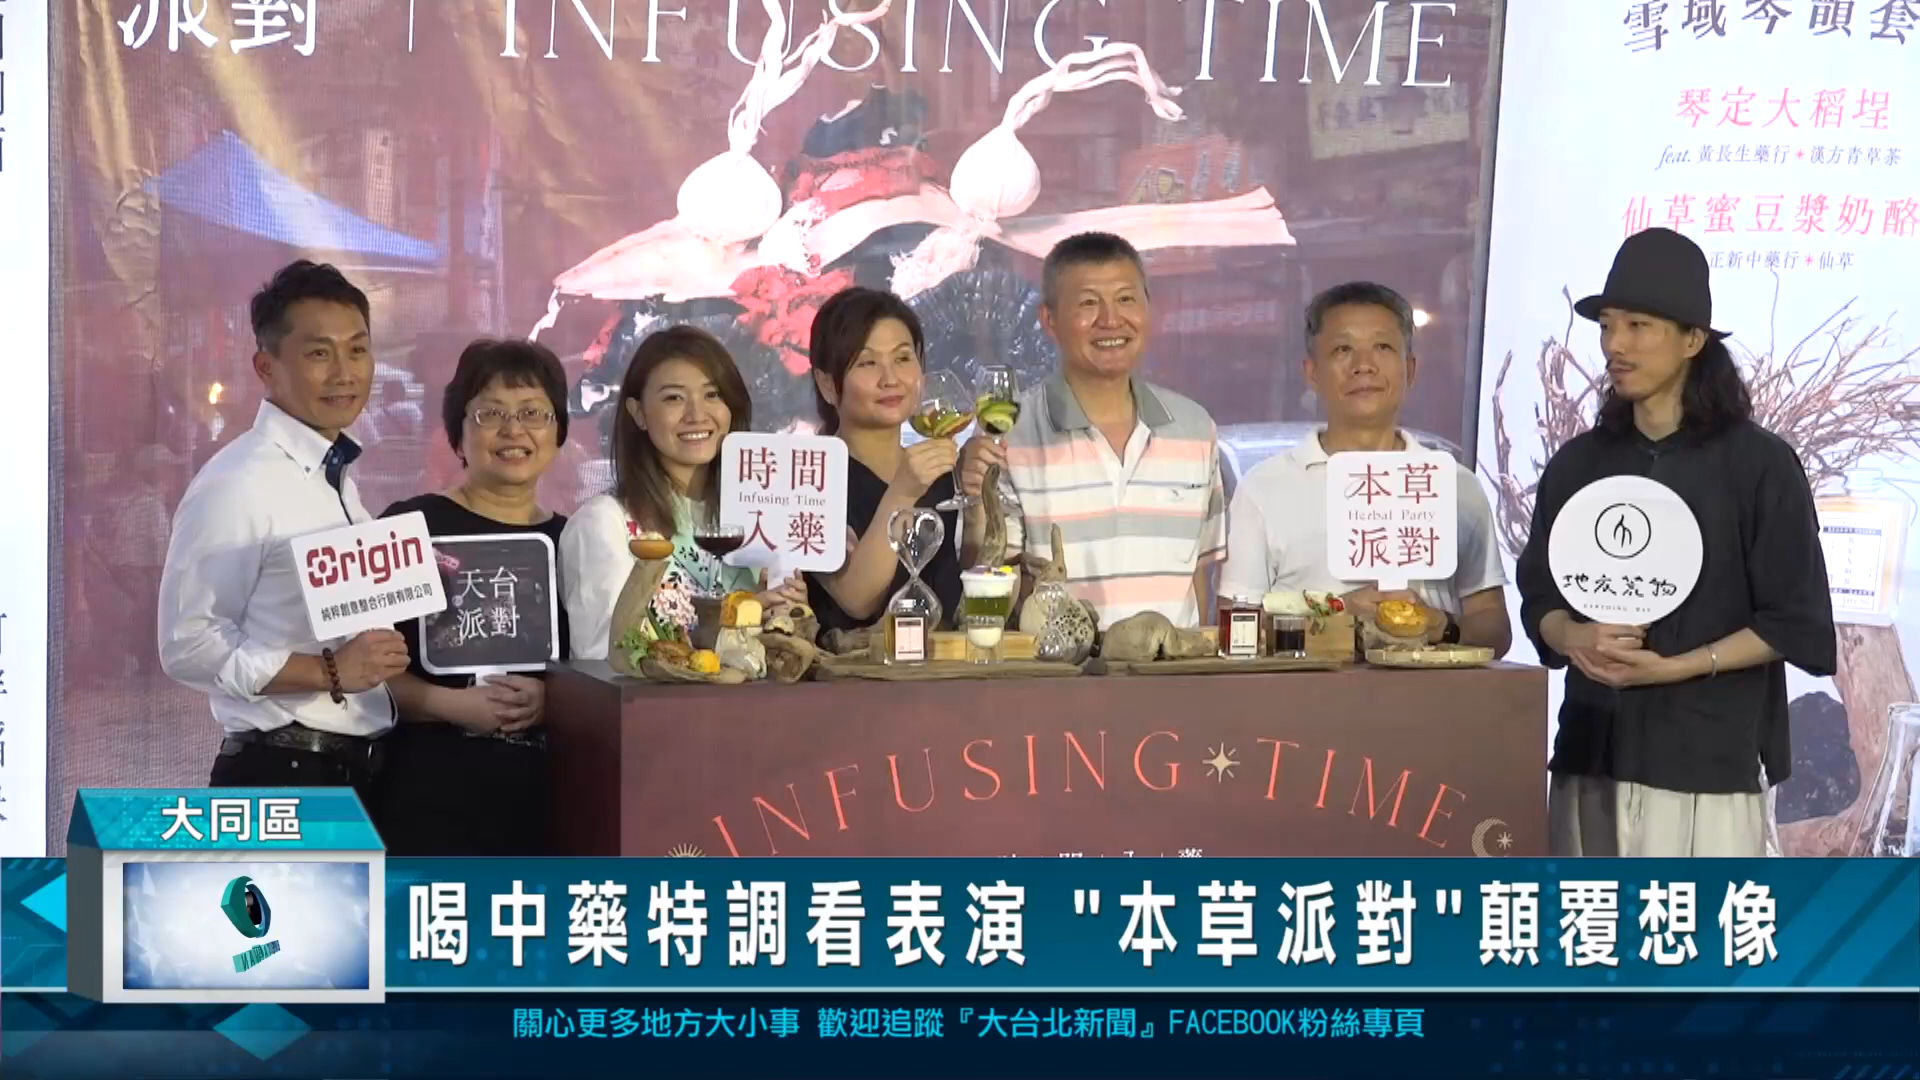 派對 | INFUSING TIME
雪域琴韻套
琴定大稻埕
feat. 黃長生藥行✶漢方青草茶
仙草蜜豆漿奶酪
正新中藥行✶仙草
時間
Infusing Time
入藥
本草
Herbal Party
派對
Origin
純粹創意整合行銷有限公司
天台
派對
地衣荒物
EARTHING WAY
INFUSING TIME
大同區
喝中藥特調看表演 "本草派對"顛覆想像
關心更多地方大小事 歡迎追蹤『大台北新聞』FACEBOOK粉絲專頁